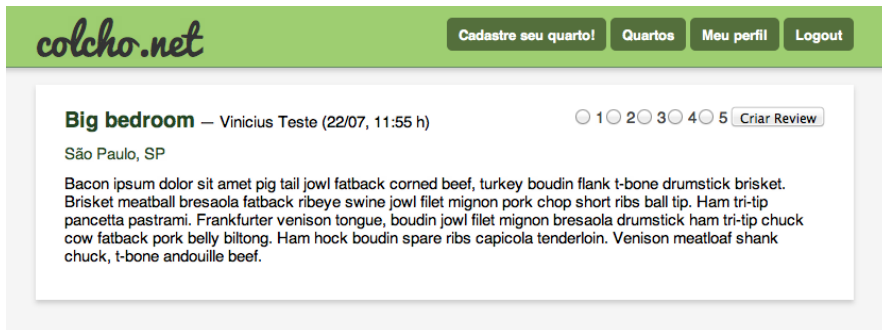 colcho.net
Cadastre seu quarto! Quartos Meu perfil Logout
Big bedroom — Vinicius Teste (22/07, 11:55 h) 1 2 3 4 5 Criar Review
São Paulo, SP
Bacon ipsum dolor sit amet pig tail jowl fatback corned beef, turkey boudin flank t-bone drumstick brisket.
Brisket meatball bresaola fatback ribeye swine jowl filet mignon pork chop short ribs ball tip. Ham tri-tip
pancetta pastrami. Frankfurter venison tongue, boudin jowl filet mignon bresaola drumstick ham tri-tip chuck
cow fatback pork belly biltong. Ham hock boudin spare ribs capicola tenderloin. Venison meatloaf shank
chuck, t-bone andouille beef.